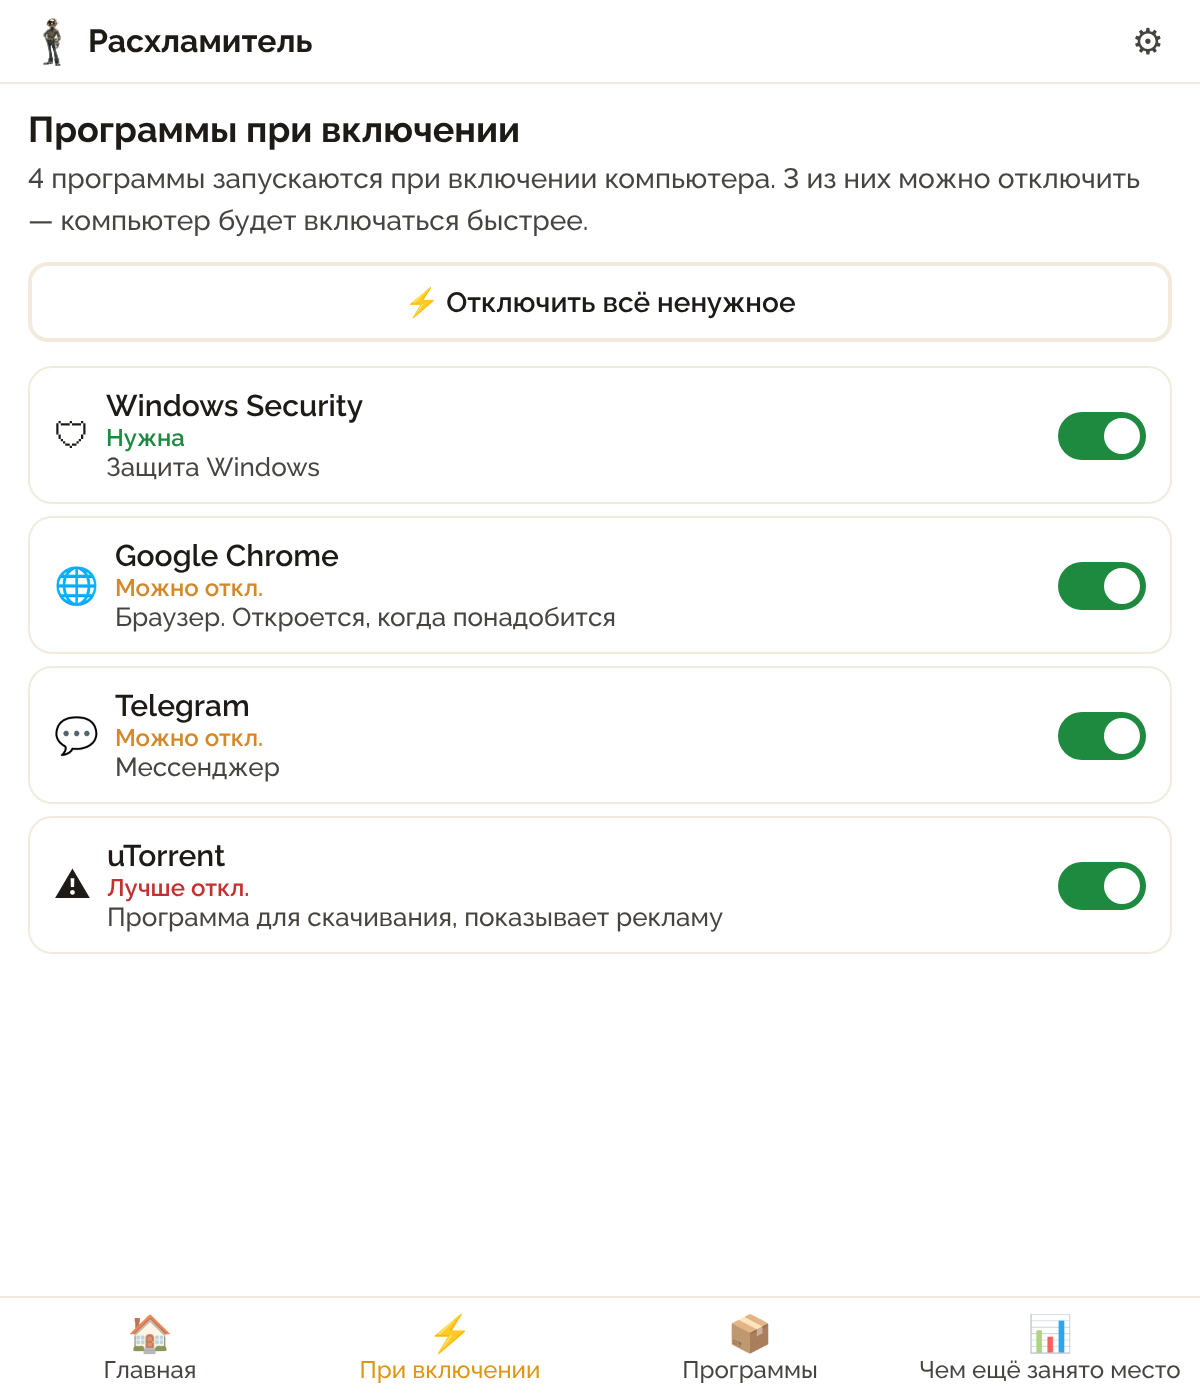 Расхламитель
Программы при включении
4 программы запускаются при включении компьютера. 3 из них можно отключить
— компьютер будет включаться быстрее.
⚡ Отключить всё ненужное
Windows Security
Нужна
Защита Windows
Google Chrome
Можно откл.
Браузер. Откроется, когда понадобится
Telegram
Можно откл.
Мессенджер
uTorrent
Лучше откл.
Программа для скачивания, показывает рекламу
Главная
При включении
Программы
Чем ещё занято место